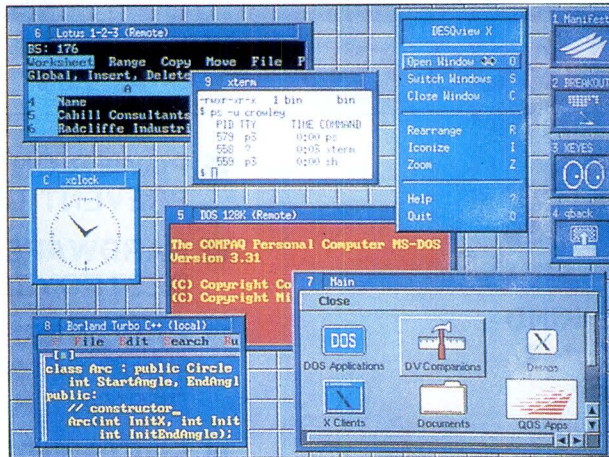 6 Lotus 1-2-3 (Remote)
B5: 176
Worksheet Range Copy Move File P
Global, Insert, Delete
A
4 Name
5 Cahill Consultants
6 Radcliffe Industri
9 xterm
-rwxr-xr-x 1 bin bin
$ ps -u crowley
PID TTY TIME COMMAND
579 p3 0:00 ps
558 ? 0:03 xterm
559 p3 0:00 sh
$
DESQview X
Open Window O
Switch Windows S
Close Window C
Rearrange R
Iconize I
Zoom Z
Help ?
Quit Q
1 Manifest
2 BREAKOUT
3 XEYES
4 qback
C xclock
5 DOS 128K (Remote)
The COMPAQ Personal Computer MS-DOS
Version 3.31
(C) Copyright Co
(C) Copyright Mi
7 Main
Close
DOS
DOS Applications
DV Companions
X
Demos
X
X Clients
Documents
QOS Apps
8 Borland Turbo C++ (local)
File Edit Search Ru
class Arc : public Circle
int StartAngle, EndAngl
public:
// constructor_
Arc(int InitX, int Init
int InitEndAngle);